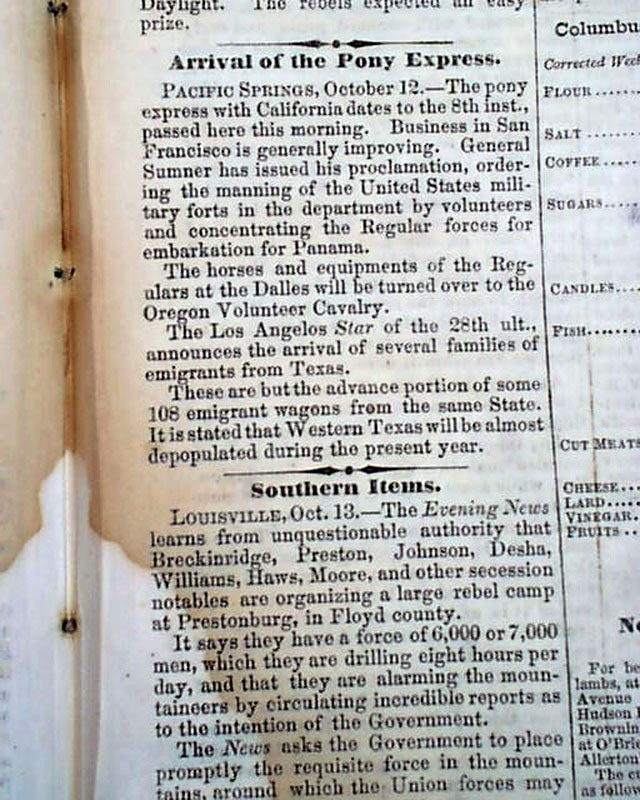 Daylight. The rebels expected an easy
prize.
Arrival of the Pony Express.
PACIFIC SPRINGS, October 12.—The pony
express with California dates to the 8th inst.,
passed here this morning. Business in San
Francisco is generally improving. General
Sumner has issued his proclamation, order-
ing the manning of the United States mili-
tary forts in the department by volunteers
and concentrating the Regular forces for
embarkation for Panama.
The horses and equipments of the Reg-
ulars at the Dalles will be turned over to the
Oregon Volunteer Cavalry.
The Los Angelos Star of the 28th ult.,
announces the arrival of several families of
emigrants from Texas.
These are but the advance portion of some
108 emigrant wagons from the same State.
It is stated that Western Texas will be almost
depopulated during the present year.
Southern Items.
LOUISVILLE, Oct. 13.—The Evening News
learns from unquestionable authority that
Breckinridge, Preston, Johnson, Desha,
Williams, Haws, Moore, and other secession
notables are organizing a large rebel camp
at Prestonburg, in Floyd county.
It says they have a force of 6,000 or 7,000
men, which they are drilling eight hours per
day, and that they are alarming the moun-
taineers by circulating incredible reports as
to the intention of the Government.
The News asks the Government to place
promptly the requisite force in the moun-
tains, around which the Union forces may
Columbu
Corrected Week
FLOUR......
SALT.......
COFFEE....
SUGARS....
CANDLES....
FISH.......
CUT MEATS
CHEESE....
LARD.....
VINEGAR.
FRUITS..
No
For be
lambs, at
Avenue
Hudson
Brownin
at O'Bri
Allerton'
The
as follow